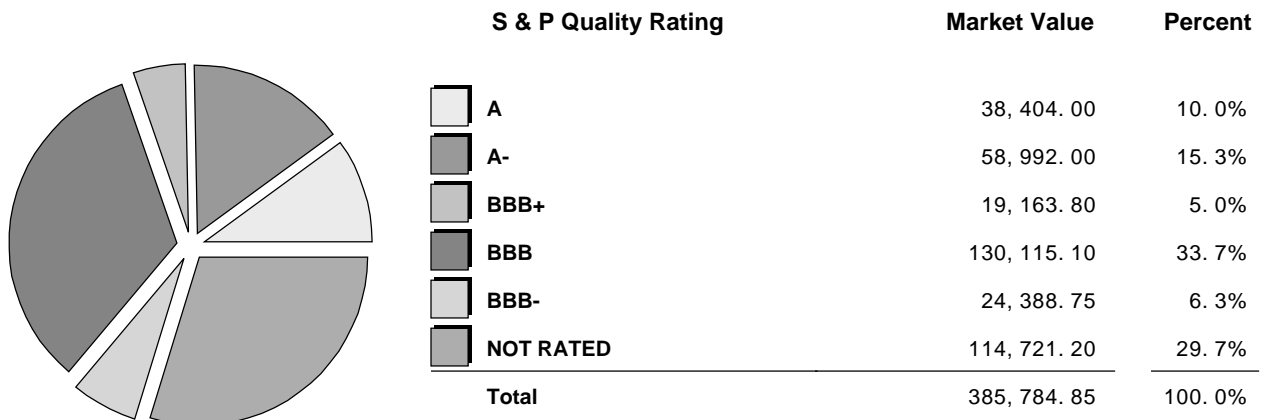 S & P Quality Rating Market Value Percent
A 38,404.00 10.0%
A- 58,992.00 15.3%
BBB+ 19,163.80 5.0%
BBB 130,115.10 33.7%
BBB- 24,388.75 6.3%
NOT RATED 114,721.20 29.7%
Total 385,784.85 100.0%